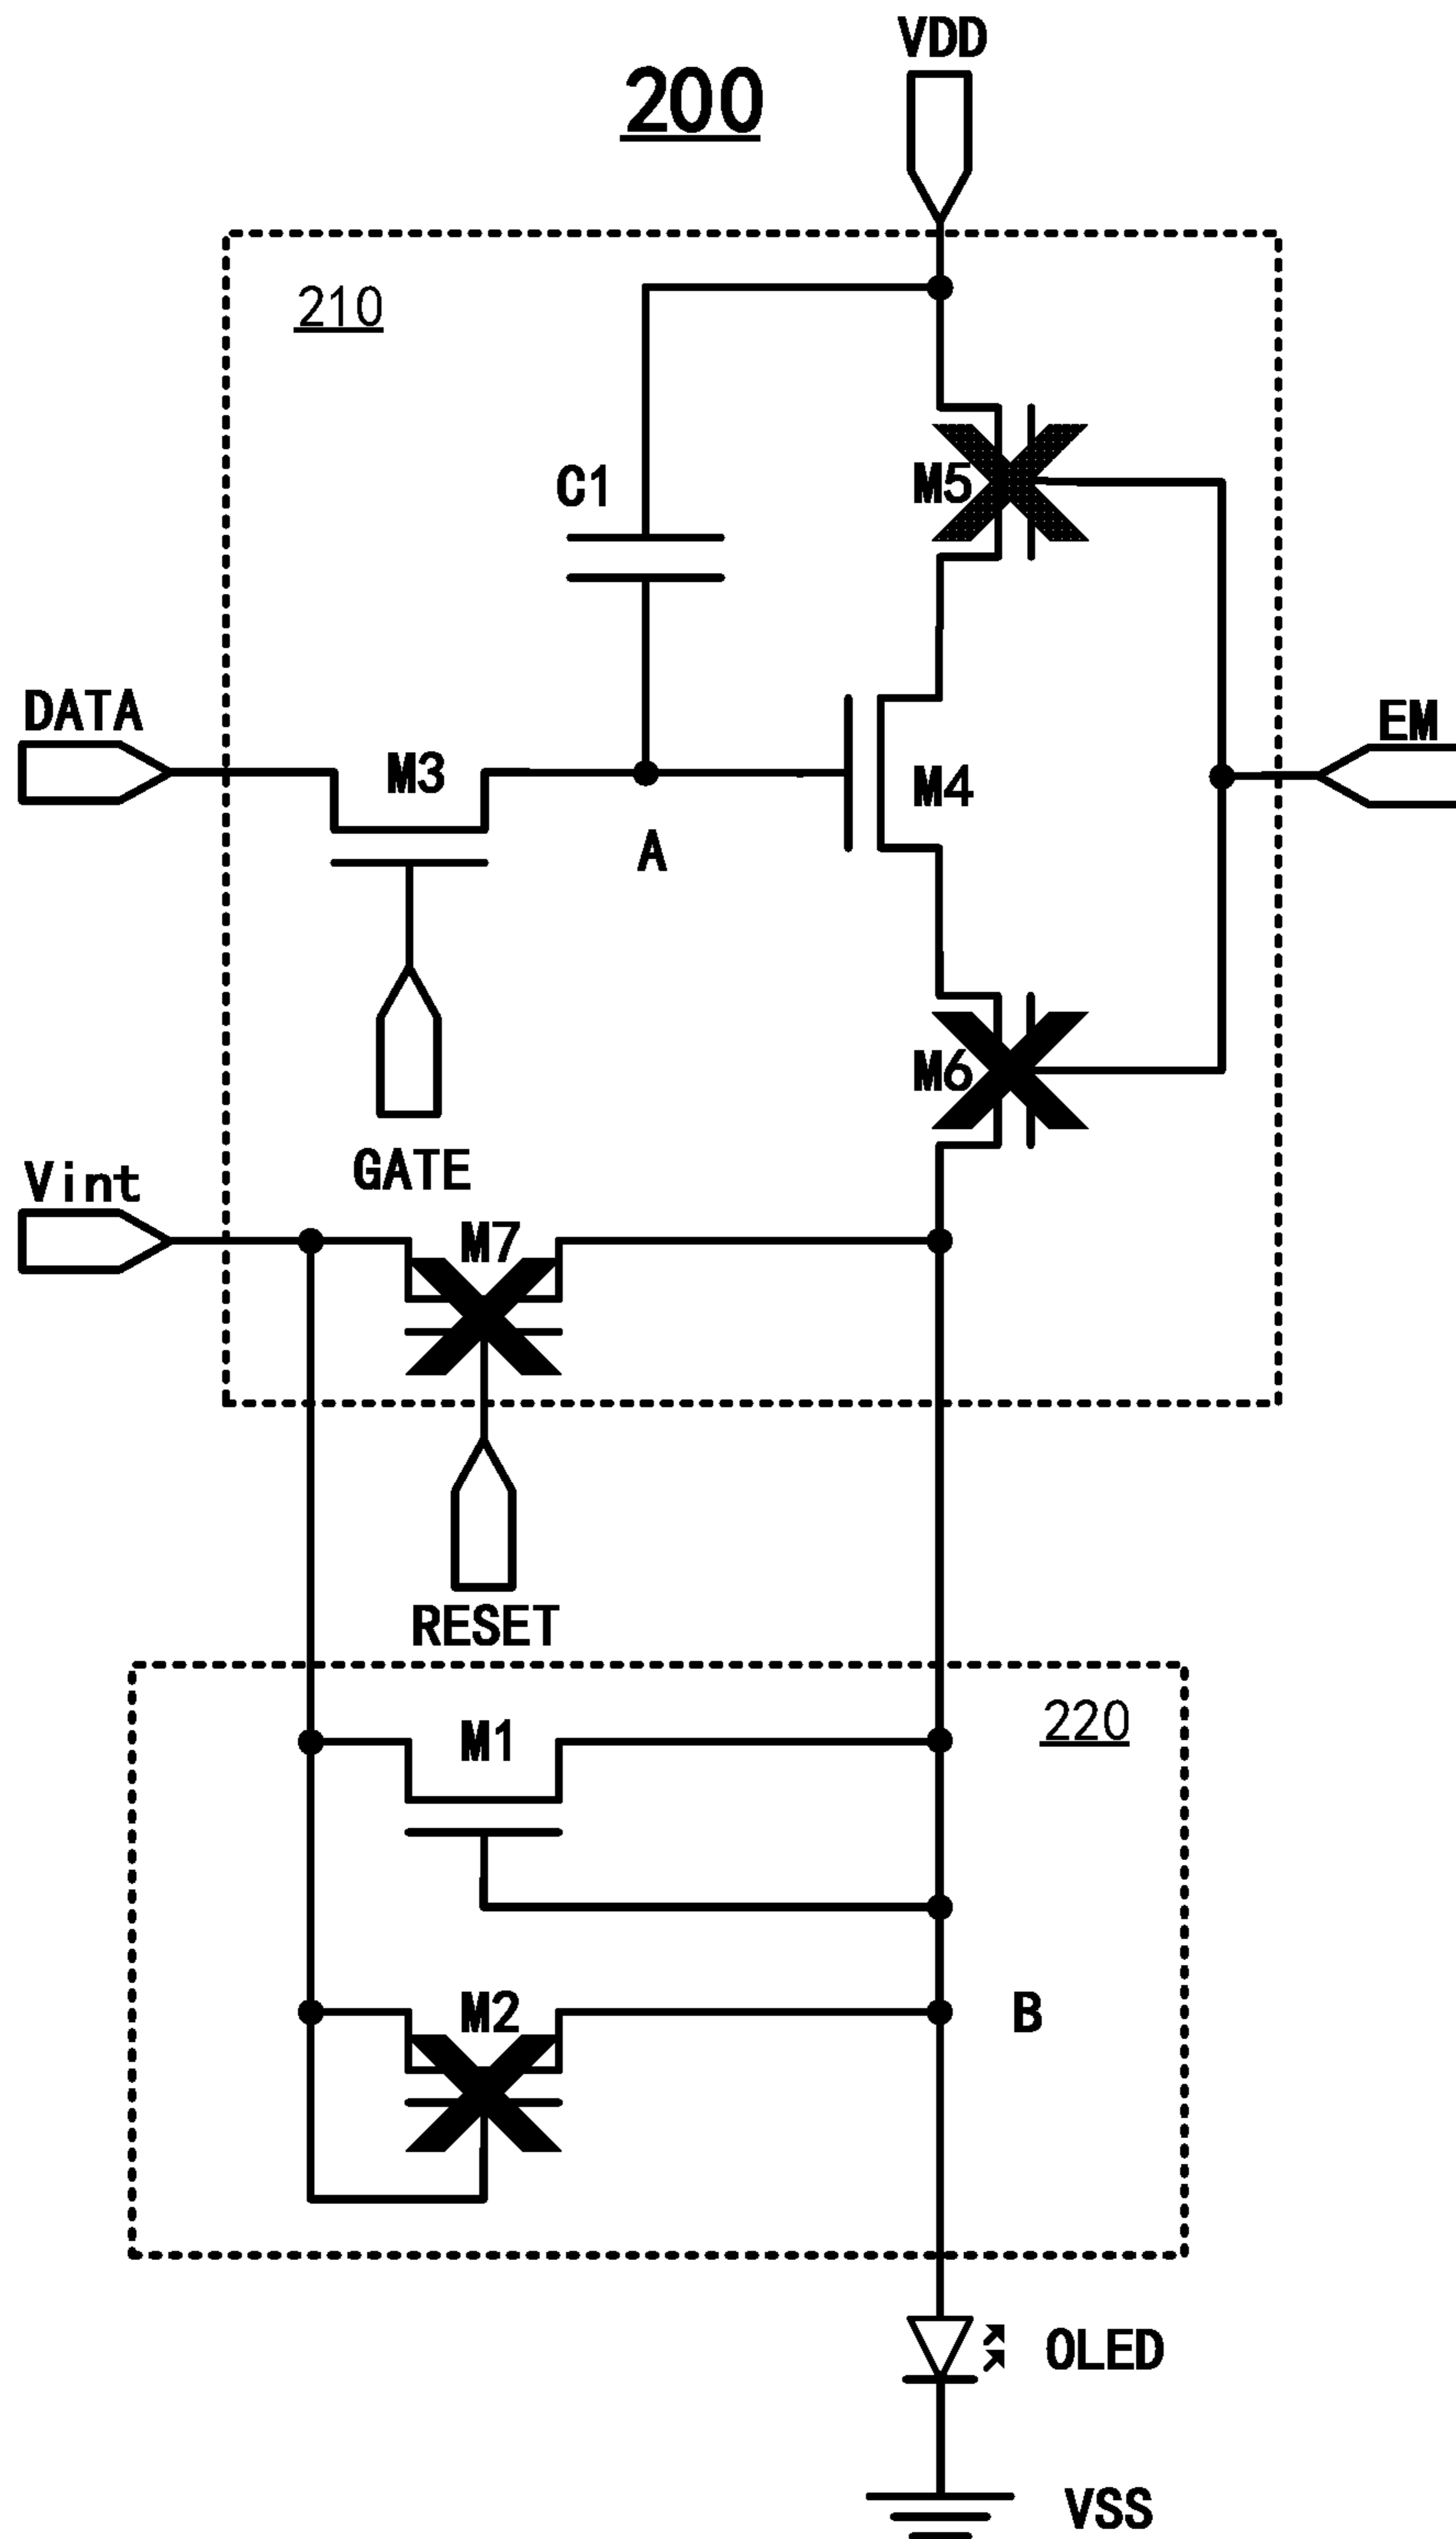 VDD
200
210
C1
M5
DATA
M3
EM
M4
A
M6
GATE
Vint
M7
RESET
M1
220
M2
B
OLED
VSS